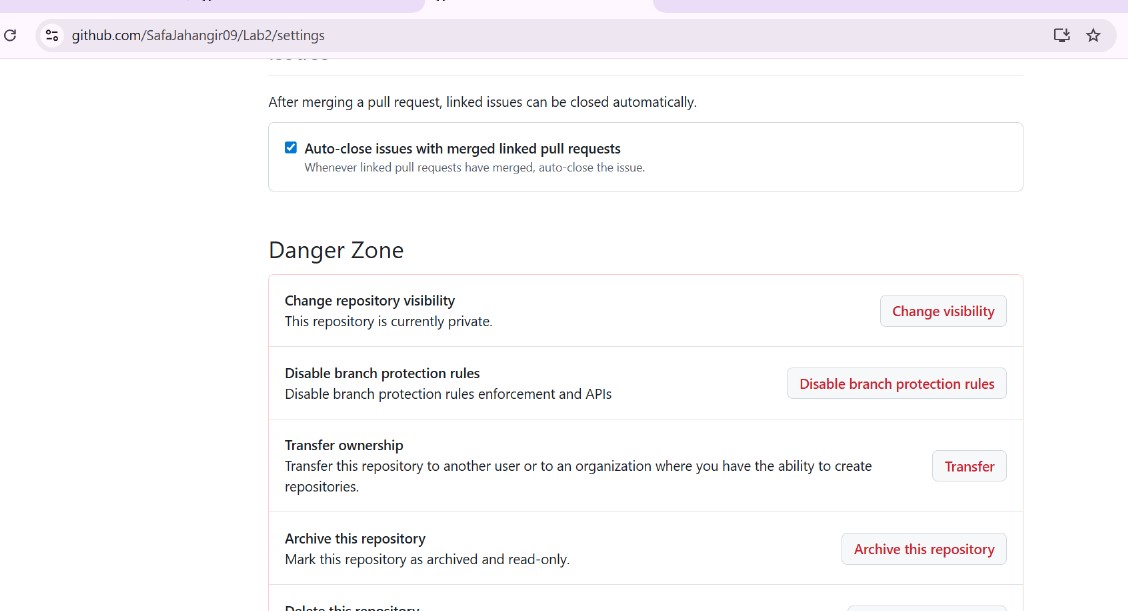 github.com/SafaJahangir09/Lab2/settings
Issues
After merging a pull request, linked issues can be closed automatically.
Auto-close issues with merged linked pull requests
Whenever linked pull requests have merged, auto-close the issue.
Danger Zone
Change repository visibility
This repository is currently private.
Change visibility
Disable branch protection rules
Disable branch protection rules enforcement and APIs
Disable branch protection rules
Transfer ownership
Transfer this repository to another user or to an organization where you have the ability to create
repositories.
Transfer
Archive this repository
Mark this repository as archived and read-only.
Archive this repository
Delete this repository